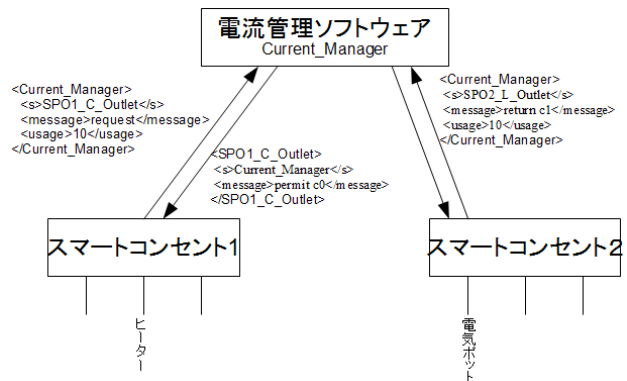 電流管理ソフトウェア
Current_Manager
<Current_Manager>
<s>SPO1_C_Outlet</s>
<message>request</message>
<usage>10</usage>
</Current_Manager>
<SPO1_C_Outlet>
<s>Current_Manager</s>
<message>permit c0</message>
</SPO1_C_Outlet>
<Current_Manager>
<s>SPO2_L_Outlet</s>
<message>return c1</message>
<usage>10</usage>
</Current_Manager>
スマートコンセント1
スマートコンセント2
ヒーター
電気ポット